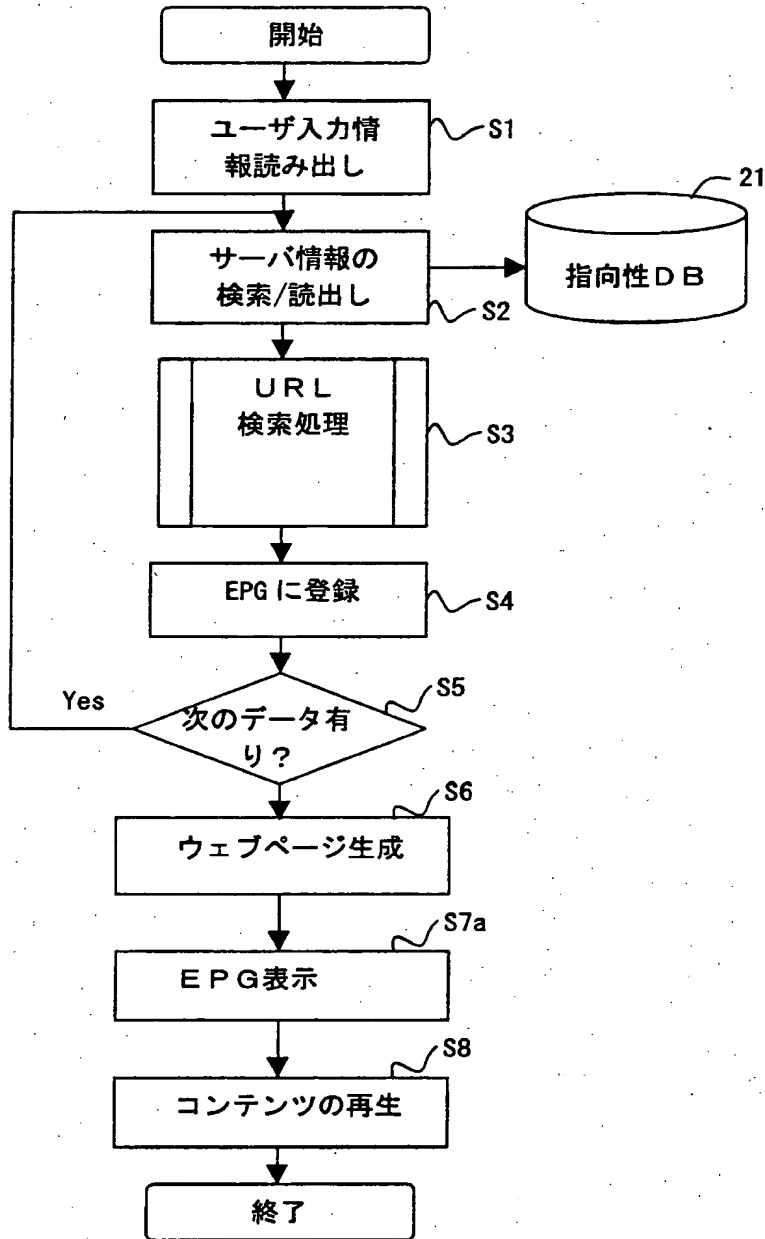 開始
ユーザ入力情
報読み出し
S1
サーバ情報の
検索/読出し
S2
21
指向性DB
URL
検索処理
S3
EPGに登録
S4
Yes
次のデータ有
り?
S5
ウェブページ生成
S6
EPG表示
S7a
コンテンツの再生
S8
終了